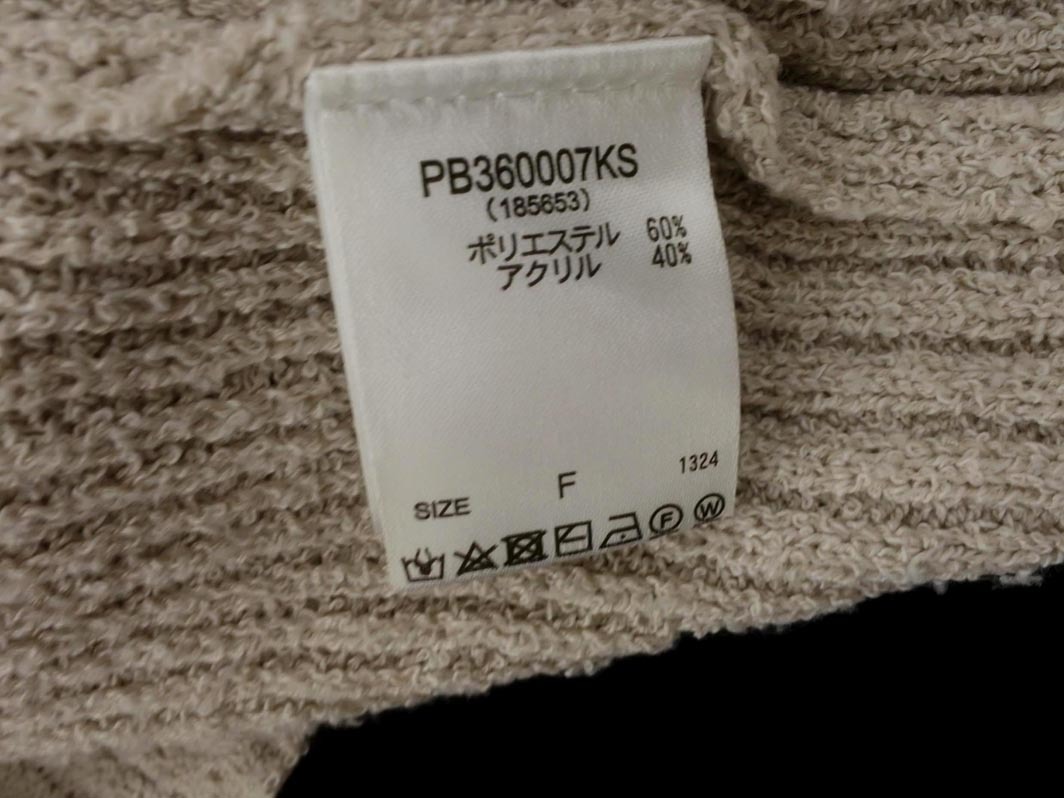 PB360007KS
(185653)
ポリエステル 60%
アクリル 40%
1324
SIZE F
F W